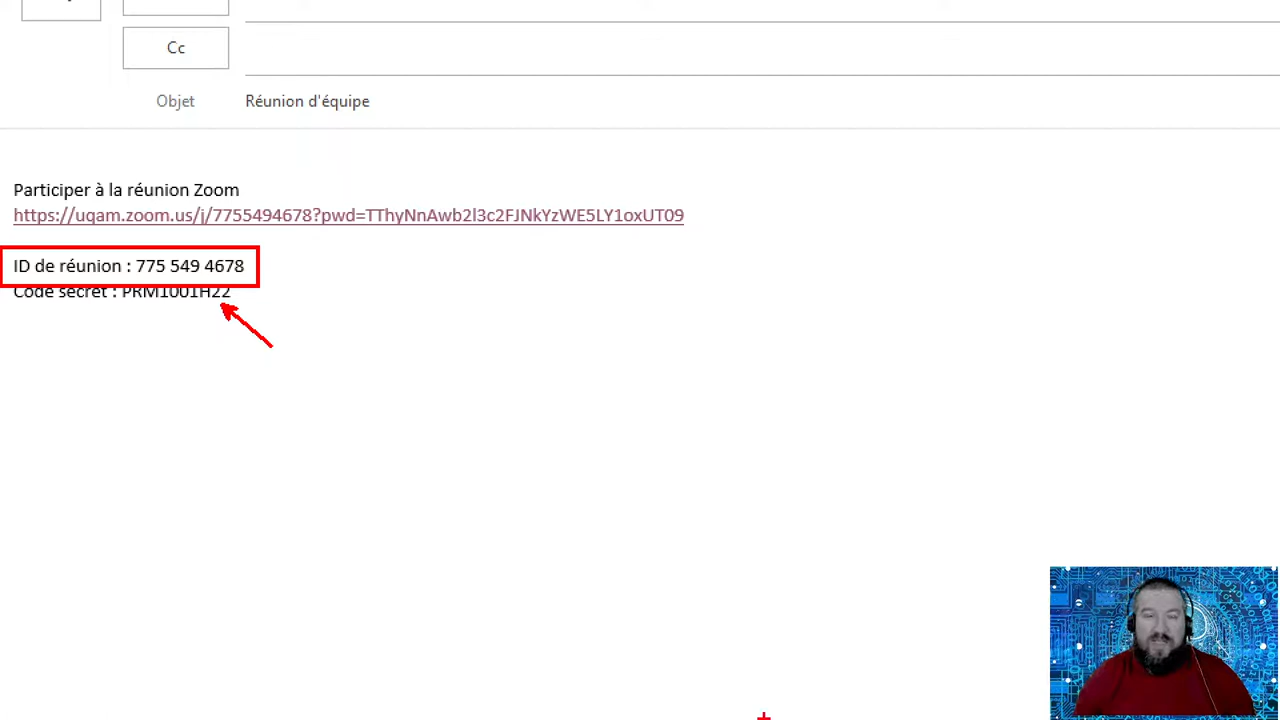 Cc
Objet Réunion d'équipe
Participer à la réunion Zoom
https://uqam.zoom.us/j/7755494678?pwd=TThyNnAwb2l3c2FJNkYzWE5LY1oxUT09
ID de réunion : 775 549 4678
Code secret : PRM1001H22